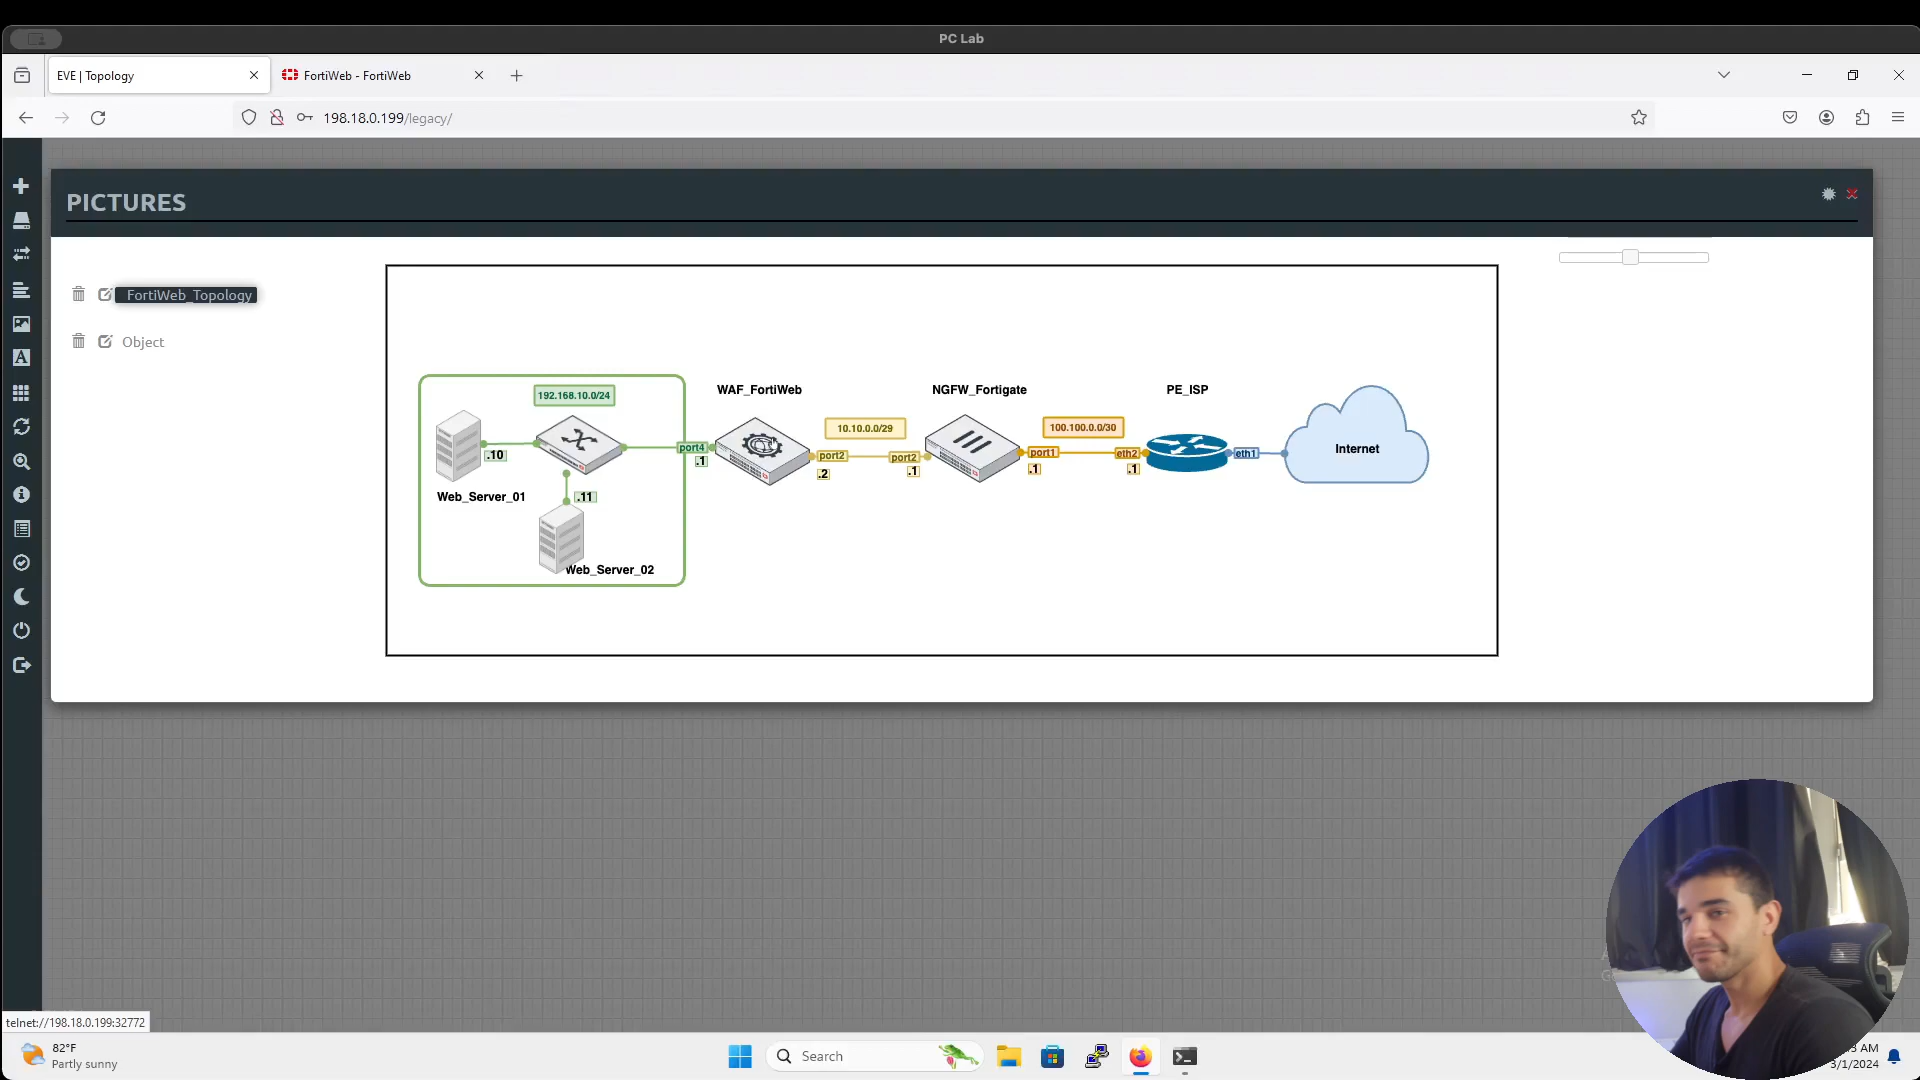 PC Lab
EVE | Topology
FortiWeb - FortiWeb
198.18.0.199/legacy/
PICTURES
FortiWeb_Topology
Object
192.168.10.0/24
WAF_FortiWeb
NGFW_Fortigate
PE_ISP
10.10.0.0/29
100.100.0.0/30
.10
port4
.1
port2
.2
port2
.1
port1
.1
eth2
.1
eth1
Internet
Web_Server_01
.11
Web_Server_02
telnet://198.18.0.199:32772
82°F
Partly sunny
Search
AM
3/1/2024